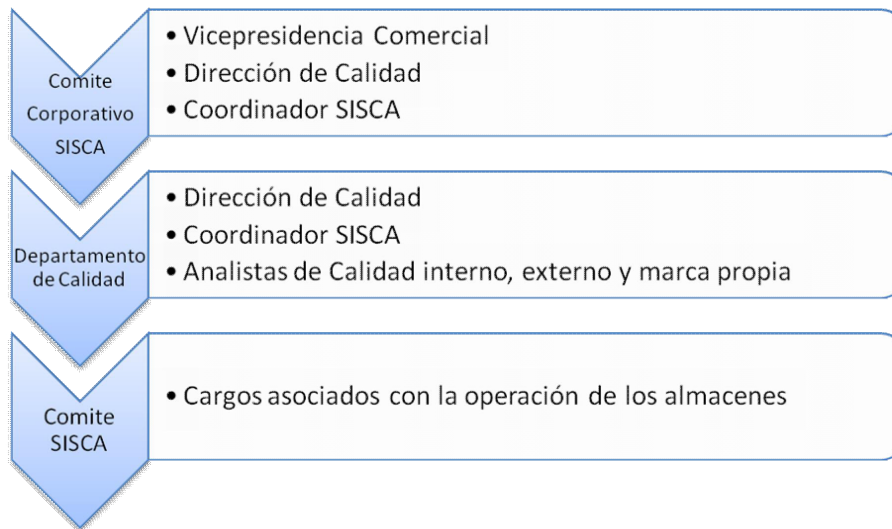 Comite
Corporativo
SISCA
• Vicepresidencia Comercial
• Dirección de Calidad
• Coordinador SISCA
Departamento
de Calidad
• Dirección de Calidad
• Coordinador SISCA
• Analistas de Calidad interno, externo y marca propia
Comite
SISCA
• Cargos asociados con la operación de los almacenes